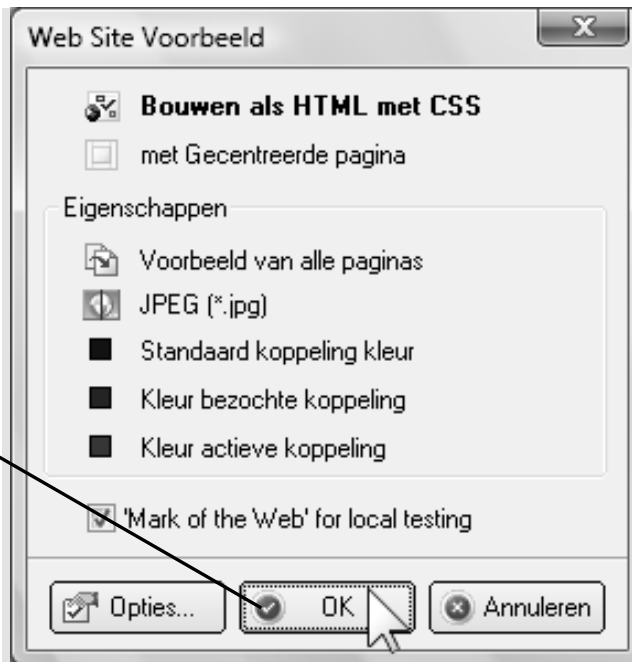 Web Site Voorbeeld
Bouwen als HTML met CSS
met Gecentreerde pagina
Eigenschappen
Voorbeeld van alle paginas
JPEG (*.jpg)
Standaard koppeling kleur
Kleur bezochte koppeling
Kleur actieve koppeling
'Mark of the Web' for local testing
Opties... OK Annuleren